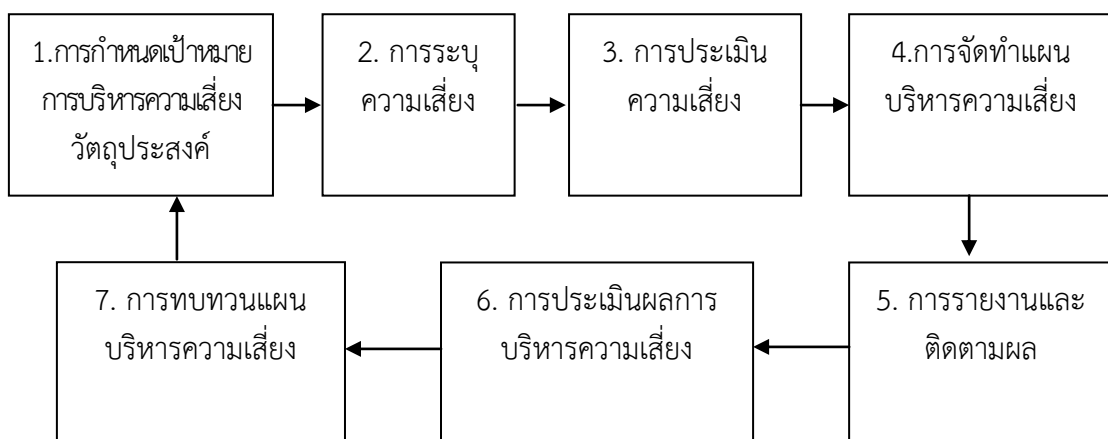 1.การกำหนดเป้าหมาย
การบริหารความเสี่ยง
วัตถุประสงค์
2. การระบุ
ความเสี่ยง
3. การประเมิน
ความเสี่ยง
4.การจัดทำแผน
บริหารความเสี่ยง
5. การรายงานและ
ติดตามผล
6. การประเมินผลการ
บริหารความเสี่ยง
7. การทบทวนแผน
บริหารความเสี่ยง